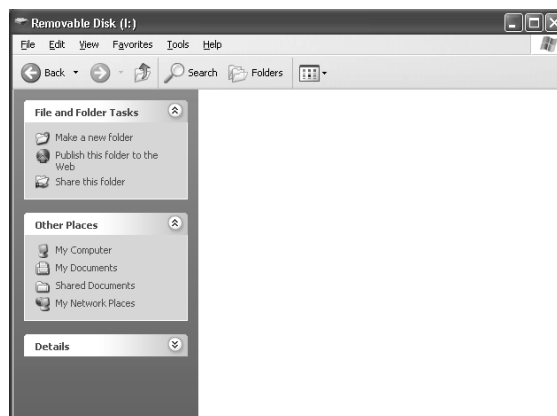 Removable Disk (I:)
File Edit View Favorites Tools Help
Back Search Folders
File and Folder Tasks
Make a new folder
Publish this folder to the
Web
Share this folder
Other Places
My Computer
My Documents
Shared Documents
My Network Places
Details